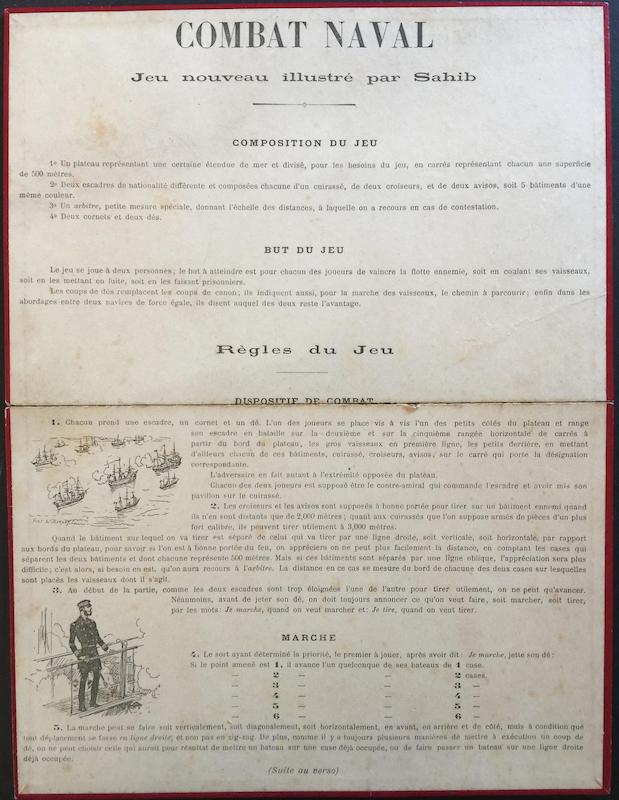 COMBAT NAVAL
Jeu nouveau illustré par Sahib
COMPOSITION DU JEU
1º Un plateau représentant une certaine étendue de mer et divisé, pour les besoins du jeu, en carrés représentant chacun une superficie
de 500 mètres.
2º Deux escadres de nationalité différente et composées chacune d'un cuirassé, de deux croiseurs, et de deux avisos, soit 5 bâtiments d'une
même couleur.
3º Un arbitre, petite mesure spéciale, donnant l'échelle des distances, à laquelle on a recours en cas de contestation.
4º Deux cornets et deux dés.
BUT DU JEU
Le jeu se joue à deux personnes; le but à atteindre est pour chacun des joueurs de vaincre la flotte ennemie, soit en coulant ses vaisseaux,
soit en les mettant en fuite, soit en les faisant prisonniers.
Les coups de dés remplacent les coups de canon; ils indiquent aussi, pour la marche des vaisseaux, le chemin à parcourir; enfin dans les
abordages entre deux navires de force égale, ils disent auquel des deux reste l'avantage.
Règles du Jeu
DISPOSITIF DE COMBAT
1. Chacun prend une escadre, un cornet et un dé. L'un des joueurs se place vis à vis l'un des petits côtés du plateau et range
son escadre en bataille sur la deuxième et sur la cinquième rangée horizontale de carrés à
partir du bord du plateau, les gros vaisseaux en première ligne, les petits derrière, en mettant
d'ailleurs chacun de ces bâtiments, cuirassé, croiseurs, avisos, sur le carré qui porte la désignation
correspondante.
L'adversaire en fait autant à l'extrémité opposée du plateau.
Chacun des deux joueurs est supposé être le contre-amiral qui commande l'escadre et avoir mis son
pavillon sur le cuirassé.
2. Les croiseurs et les avisos sont supposés à bonne portée pour tirer sur un bâtiment ennemi quand
ils n'en sont distants que de 2,000 mètres; quant aux cuirassés que l'on suppose armés de pièces d'un plus
fort calibre, ils peuvent tirer utilement à 3,000 mètres.
Quand le bâtiment sur lequel on va tirer est séparé de celui qui va tirer par une ligne droite, soit verticale, soit horizontale, par rapport
aux bords du plateau, pour savoir si l'on est à bonne portée du feu, on appréciera on ne peut plus facilement la distance, en comptant les cases qui
séparent les deux bâtiments et dont chacune représente 500 mètres. Mais si ces bâtiments sont séparés par une ligne oblique, l'appréciation sera plus
difficile; c'est alors, si besoin en est, qu'on aura recours à l'arbitre. La distance en ce cas se mesure du bord de chacune des deux cases sur lesquelles
sont placés les vaisseaux dont il s'agit.
3. Au début de la partie, comme les deux escadres sont trop éloignées l'une de l'autre pour tirer utilement, on ne peut qu'avancer.
Néanmoins, avant de jeter son dé, on doit toujours annoncer ce qu'on veut faire, soit marcher, soit tirer,
par les mots: Je marche, quand on veut marcher et: Je tire, quand on veut tirer.
MARCHE
4. Le sort ayant déterminé la priorité, le premier à jouer, après avoir dit: Je marche, jette son dé:
Si le point amené est 1, il avance l'un quelconque de ses bateaux de 1 case.
— 2 — — 2 cases.
— 3 — — 3 —
— 4 — — 4 —
— 5 — — 5 —
— 6 — — 6 —
5. La marche peut se faire soit verticalement, soit diagonalement, soit horizontalement, en avant, en arrière et de côté, mais à condition que
tout déplacement se fasse en ligne droite, et non pas en zig-zag. De plus, comme il y a toujours plusieurs manières de mettre à exécution un coup de
dé, on ne peut choisir celle qui aurait pour résultat de mettre un bateau sur une case déjà occupée, ou de faire passer un bateau sur une ligne droite
déjà occupée.
(Suite au verso)